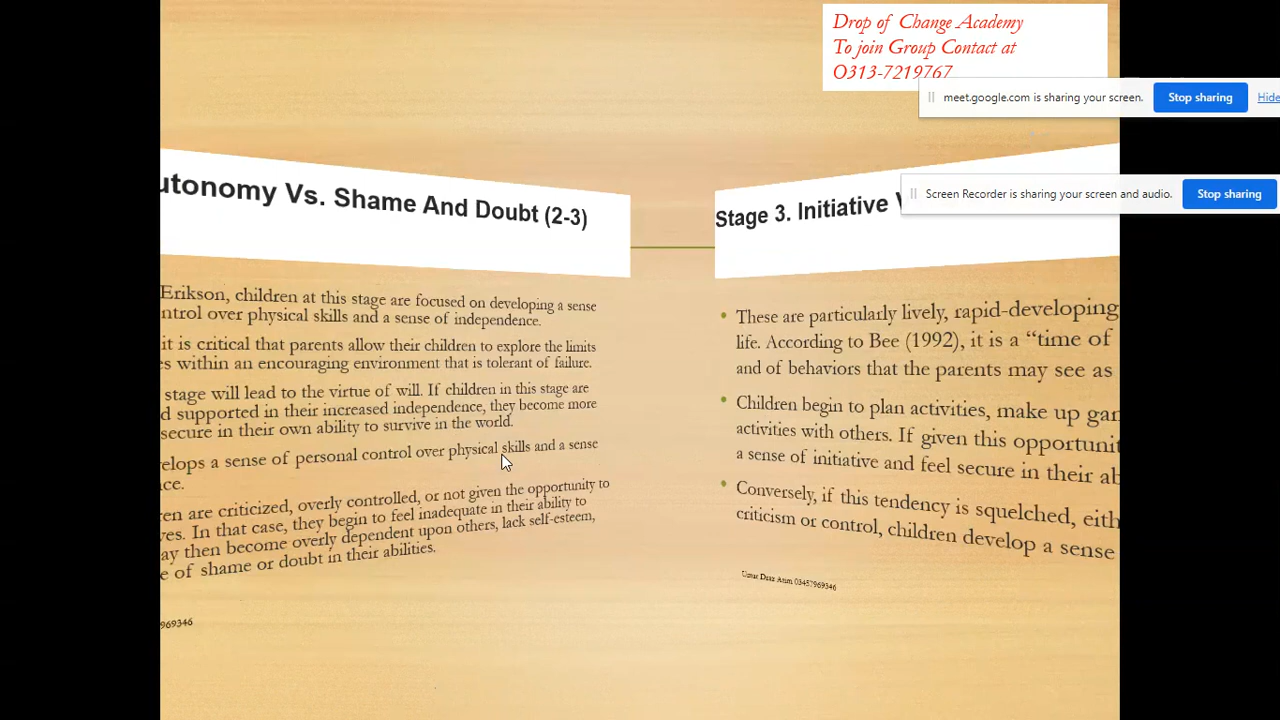 Drop of Change Academy
To join Group Contact at
O313-7219767
meet.google.com is sharing your screen.
Stop sharing
Hide
Screen Recorder is sharing your screen and audio.
Stop sharing
utonomy Vs. Shame And Doubt (2-3)
Erikson, children at this stage are focused on developing a sense
ntrol over physical skills and a sense of independence.
it is critical that parents allow their children to explore the limits
s within an encouraging environment that is tolerant of failure.
stage will lead to the virtue of will. If children in this stage are
d supported in their increased independence, they become more
secure in their own ability to survive in the world.
elops a sense of personal control over physical skills and a sense
ce.
ren are criticized, overly controlled, or not given the opportunity to
ves. In that case, they begin to feel inadequate in their ability to
ay then become overly dependent upon others, lack self-esteem,
e of shame or doubt in their abilities.
969346
Stage 3. Initiative
• These are particularly lively, rapid-developing
life. According to Bee (1992), it is a “time of
and of behaviors that the parents may see as
• Children begin to plan activities, make up gan
activities with others. If given this opportunit
a sense of initiative and feel secure in their ab
• Conversely, if this tendency is squelched, eith
criticism or control, children develop a sense
03457969346